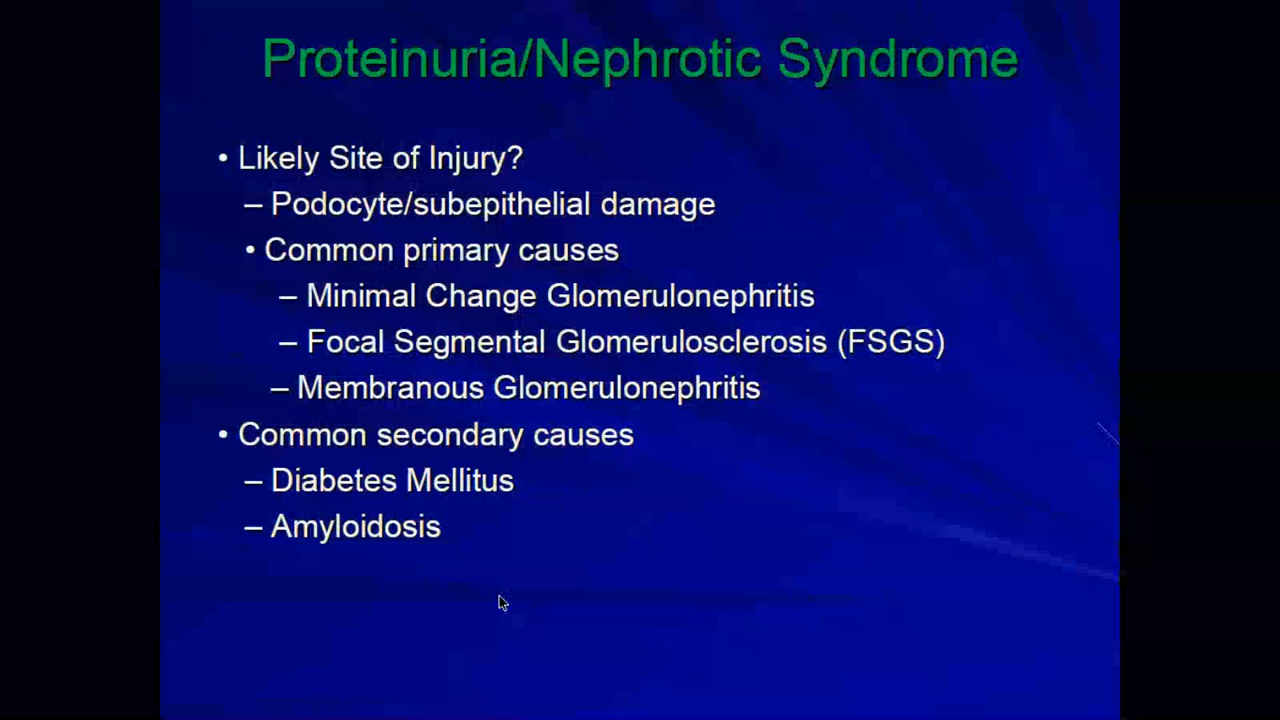 Proteinuria/Nephrotic Syndrome
• Likely Site of Injury?
– Podocyte/subepithelial damage
• Common primary causes
– Minimal Change Glomerulonephritis
– Focal Segmental Glomerulosclerosis (FSGS)
– Membranous Glomerulonephritis
• Common secondary causes
– Diabetes Mellitus
– Amyloidosis